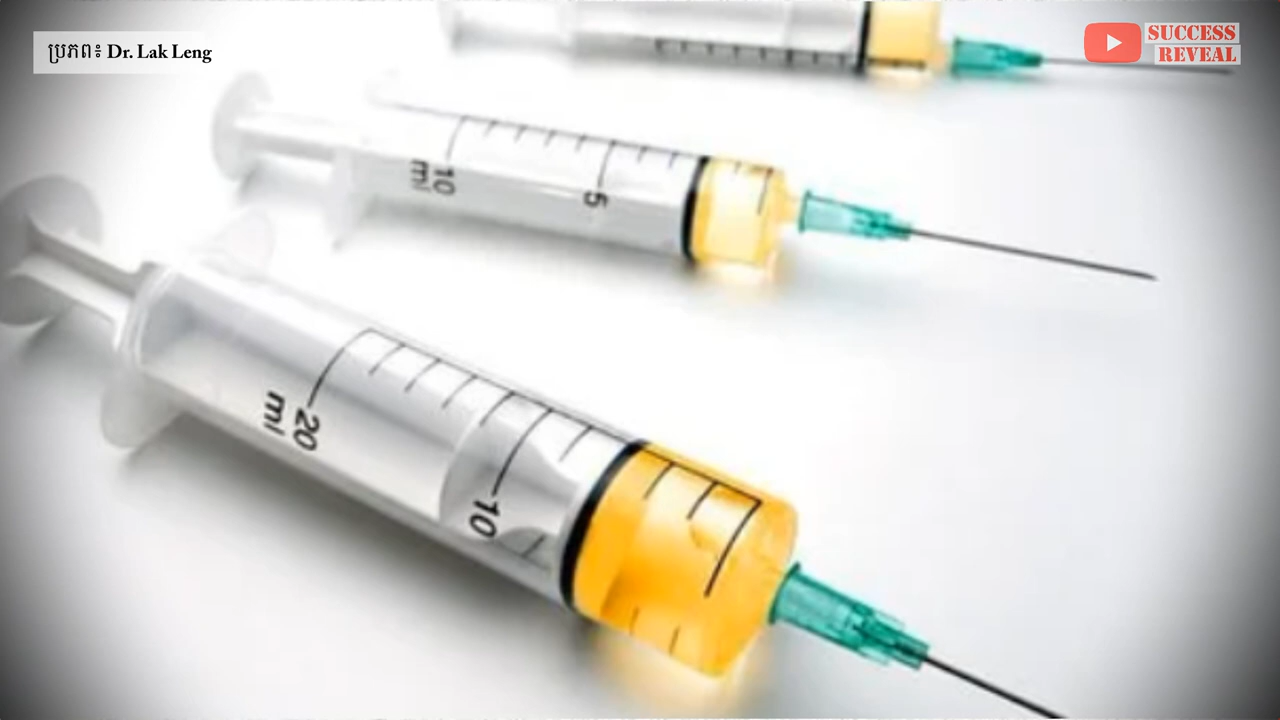 ប្រភព៖ Dr. Lak Leng
SUCCESS
REVEAL
10
ml
5
20
ml
10